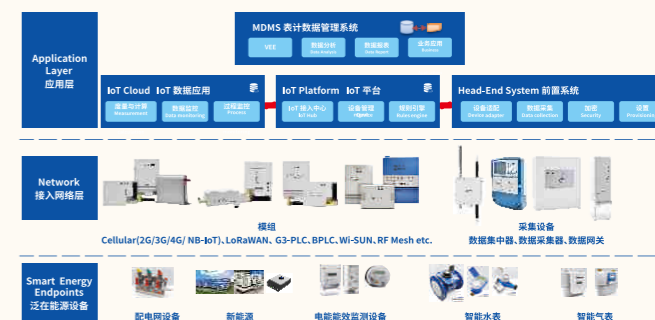 MDMS 表计数据管理系统
VEE
数据分析
Data Analysis
数据报表
Data Report
业务应用
Business
Application
Layer
应用层
IoT Cloud IoT 数据应用
度量与计算
Measurement
数据监控
Data monitoring
过程监控
Process
IoT Platform IoT 平台
IoT 接入中心
IoT Hub
设备管理
规则引擎
Rules engine
Head-End System 前置系统
设备适配
Device adapter
数据采集
Data collection
加密
Security
设置
Provisioning
Network
接入网络层
模组
Cellular(2G/3G/4G/ NB-IoT)、LoRaWAN、G3-PLC、BPLC、Wi-SUN、RF Mesh etc.
采集设备
数据集中器、数据采集器、数据网关
Smart Energy
Endpoints
泛在能源设备
配电网设备
新能源
电能能效监测设备
智能水表
智能气表